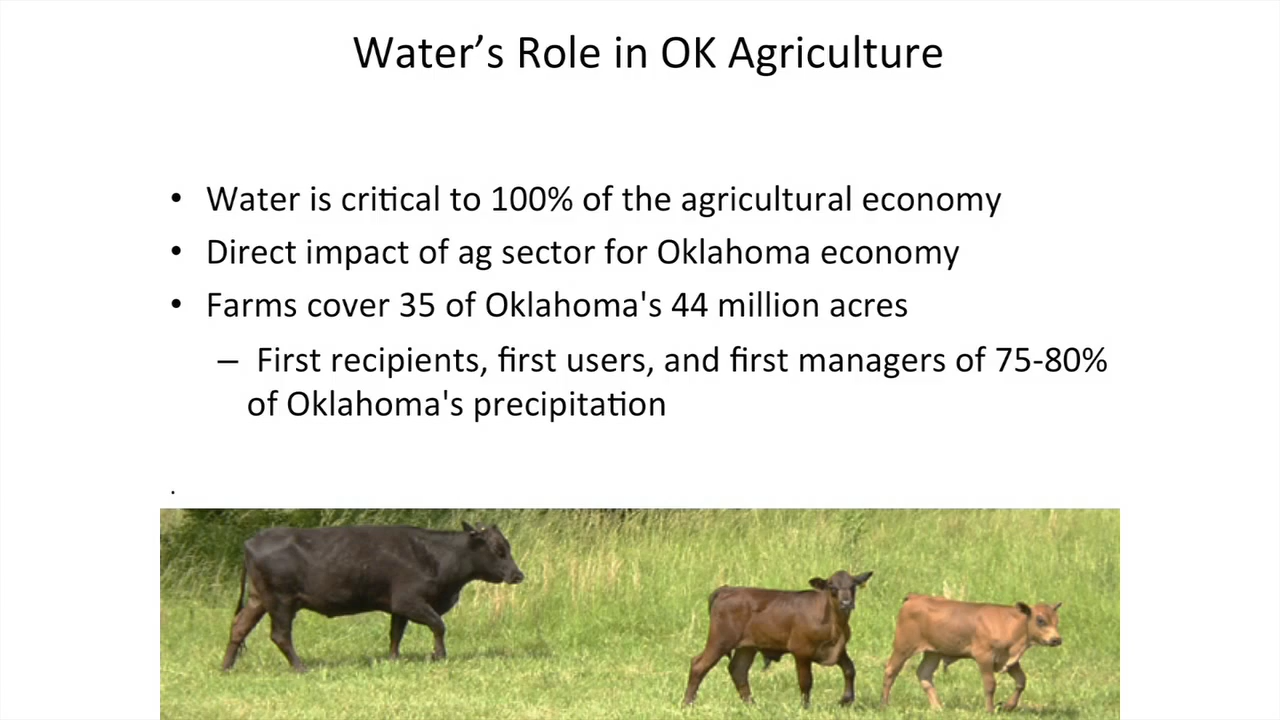 Water’s Role in OK Agriculture
• Water is critical to 100% of the agricultural economy
• Direct impact of ag sector for Oklahoma economy
• Farms cover 35 of Oklahoma's 44 million acres
– First recipients, first users, and first managers of 75-80%
of Oklahoma's precipitation
.